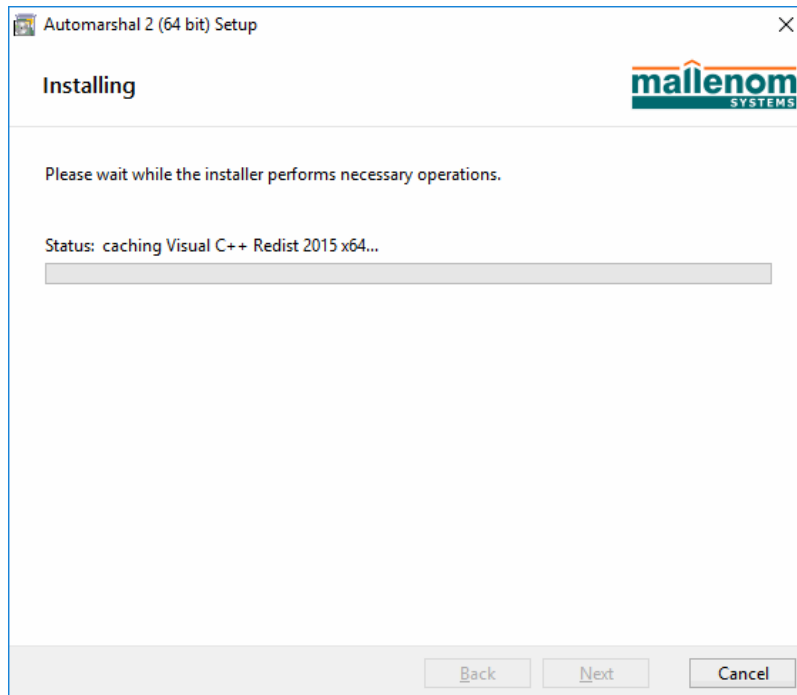 Automarshal 2 (64 bit) Setup
Installing
mallenom
SYSTEMS
Please wait while the installer performs necessary operations.
Status: caching Visual C++ Redist 2015 x64...
Back
Next
Cancel